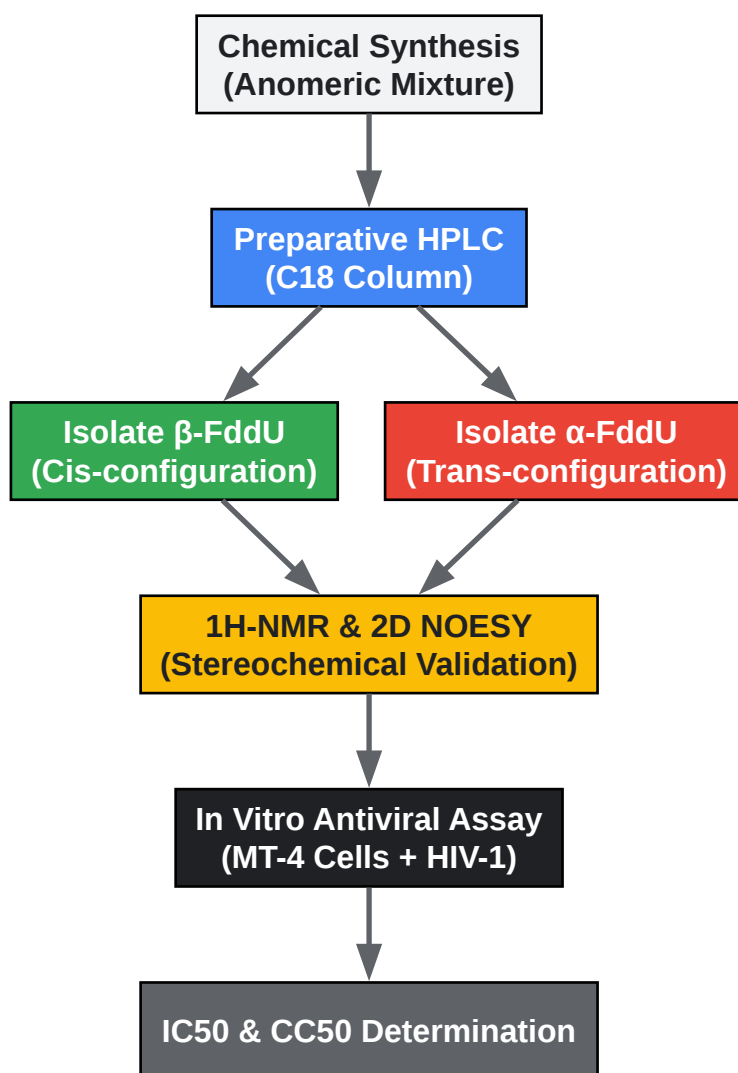 Chemical Synthesis
(Anomeric Mixture)
Preparative HPLC
(C18 Column)
Isolate β-FddU
(Cis-configuration)
Isolate α-FddU
(Trans-configuration)
1H-NMR & 2D NOESY
(Stereochemical Validation)
In Vitro Antiviral Assay
(MT-4 Cells + HIV-1)
IC50 & CC50 Determination